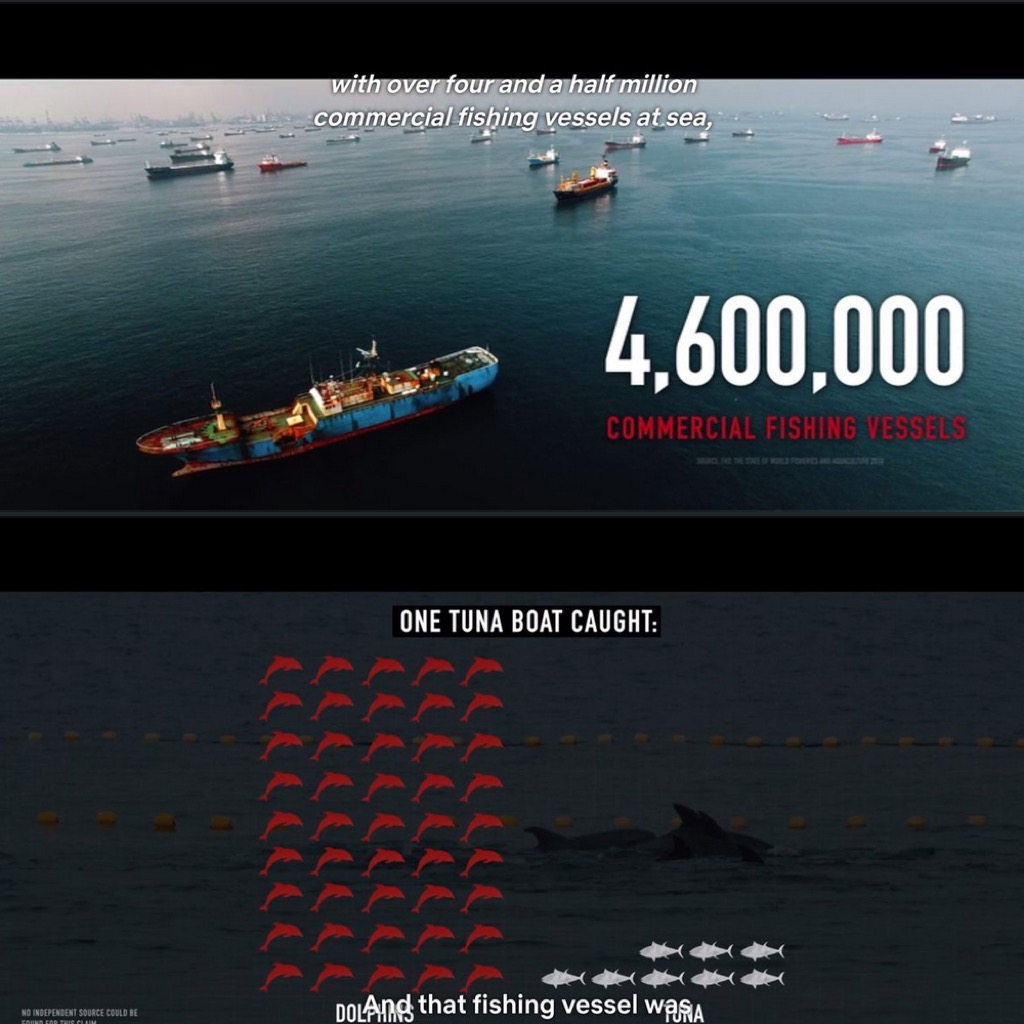 with over four and a half million
commercial fishing vessels at sea,
4,600,000
COMMERCIAL FISHING VESSELS
SOURCE, FAO, THE STATE OF WORLD FISHERIES AND AQUACULTURE
ONE TUNA BOAT CAUGHT:
And that fishing vessel was
DOLPHINS
TUNA
NO INDEPENDENT SOURCE COULD BE
FOUND FOR THIS CLAIM